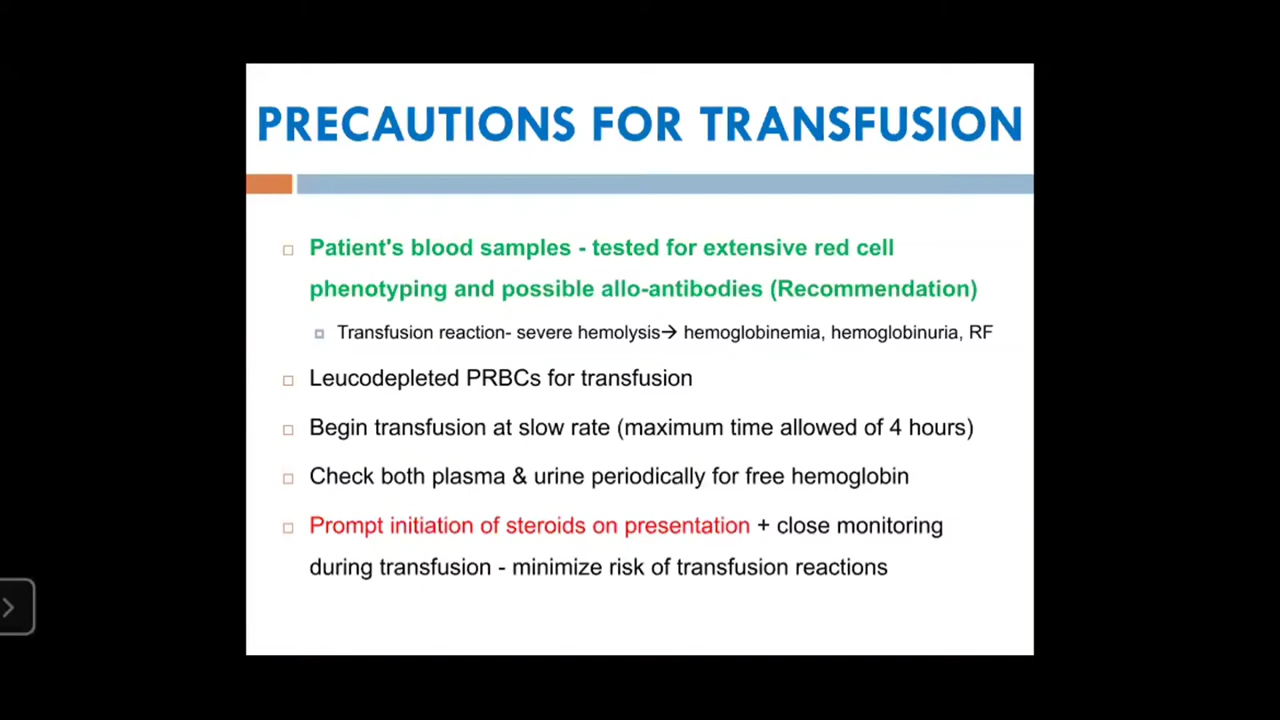 PRECAUTIONS FOR TRANSFUSION
Patient's blood samples - tested for extensive red cell
phenotyping and possible allo-antibodies (Recommendation)
Transfusion reaction- severe hemolysis→ hemoglobinemia, hemoglobinuria, RF
Leucodepleted PRBCs for transfusion
Begin transfusion at slow rate (maximum time allowed of 4 hours)
Check both plasma & urine periodically for free hemoglobin
Prompt initiation of steroids on presentation + close monitoring
during transfusion - minimize risk of transfusion reactions